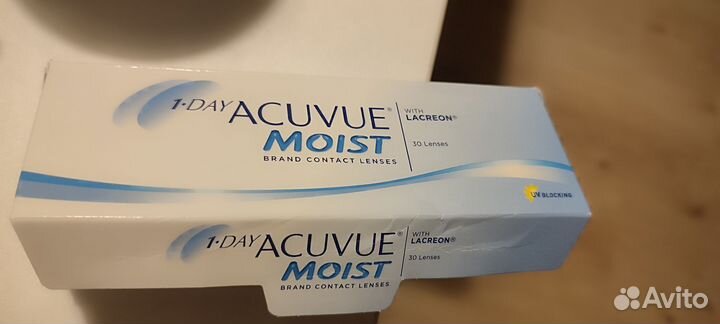 1·DAY ACUVUE®
MOIST
BRAND CONTACT LENSES
WITH
LACREON®
30 Lenses
UV BLOCKING
1·DAY ACUVUE®
MOIST
BRAND CONTACT LENSES
WITH
LACREON®
30 Lenses
Avito